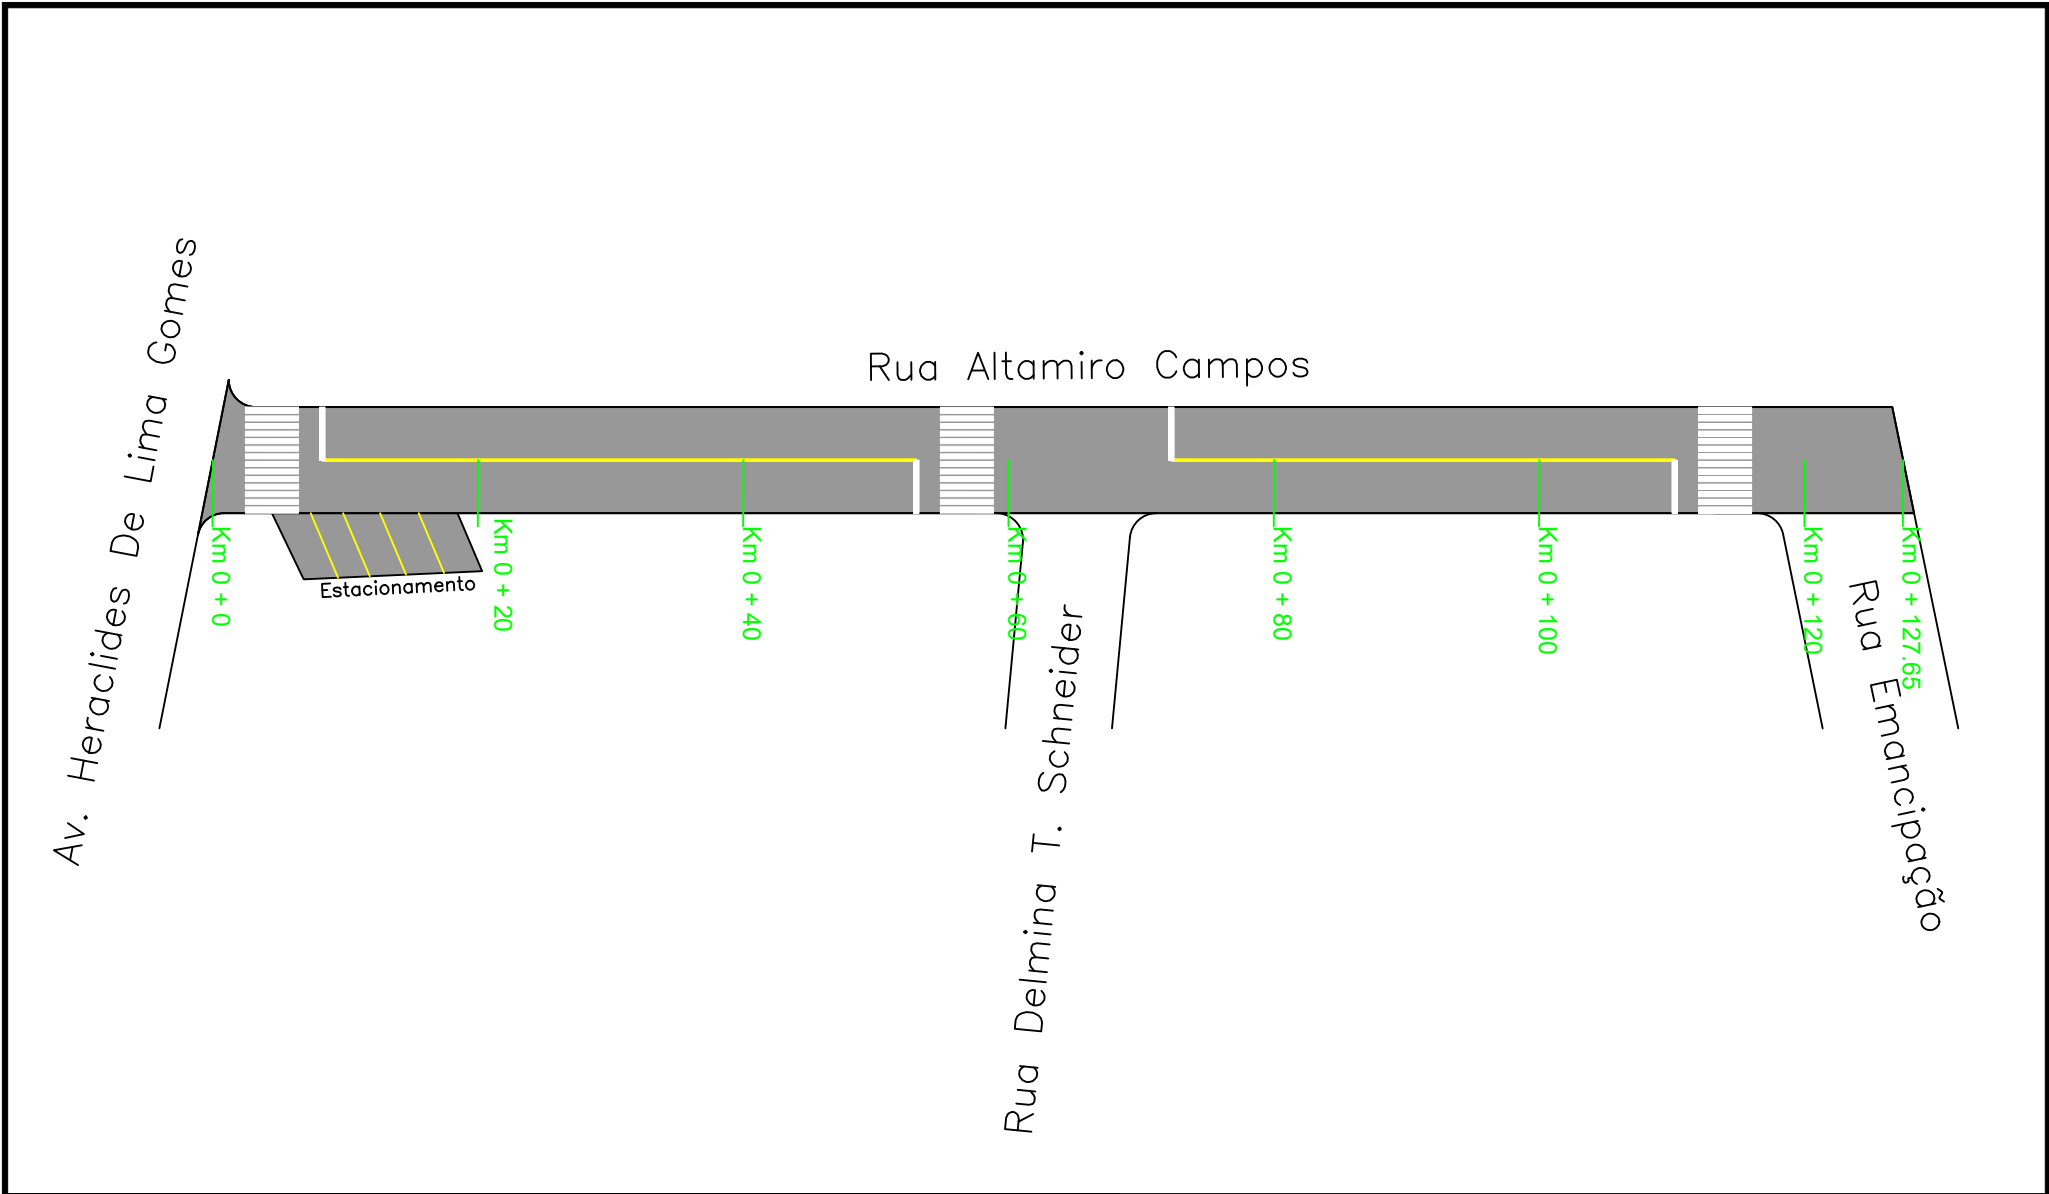 Rua Altamiro Campos
Av. Heraclides De Lima Gomes
Km 0 + 0
Estacionamento
Km 0 + 20
Km 0 + 40
Km 0 + 60
Rua Delmina T. Schneider
Km 0 + 80
Km 0 + 100
Km 0 + 120
Rua Emancipação
Km 0 + 127.65